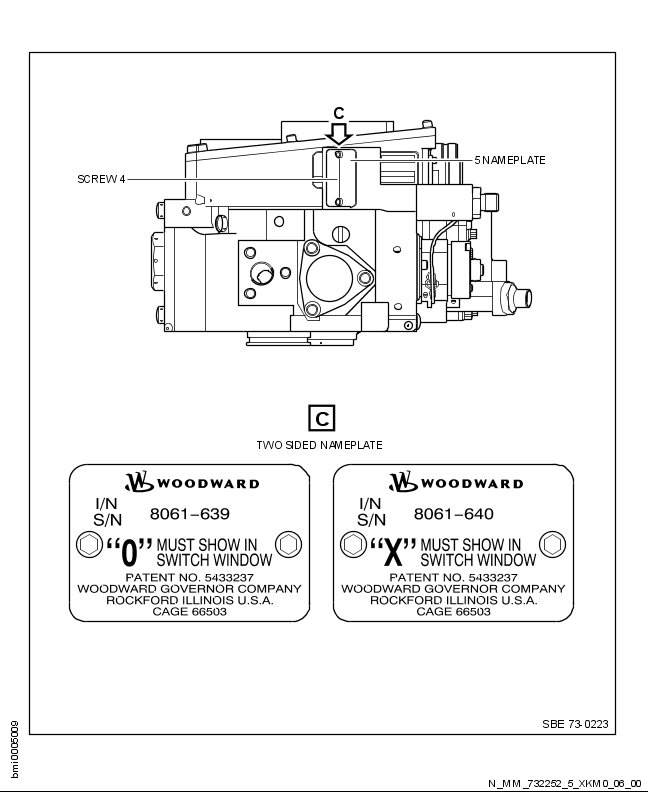 C
5 NAMEPLATE
SCREW 4
C
TWO SIDED NAMEPLATE
WOODWARD
I/N
S/N
8061-639
“0” MUST SHOW IN
SWITCH WINDOW
PATENT NO. 5433237
WOODWARD GOVERNOR COMPANY
ROCKFORD ILLINOIS U.S.A.
CAGE 66503
WOODWARD
I/N
S/N
8061-640
“X” MUST SHOW IN
SWITCH WINDOW
PATENT NO. 5433237
WOODWARD GOVERNOR COMPANY
ROCKFORD ILLINOIS U.S.A.
CAGE 66503
SBE 73-0223
bmi0005009
N_MM_732252_5_XKM0_06_00